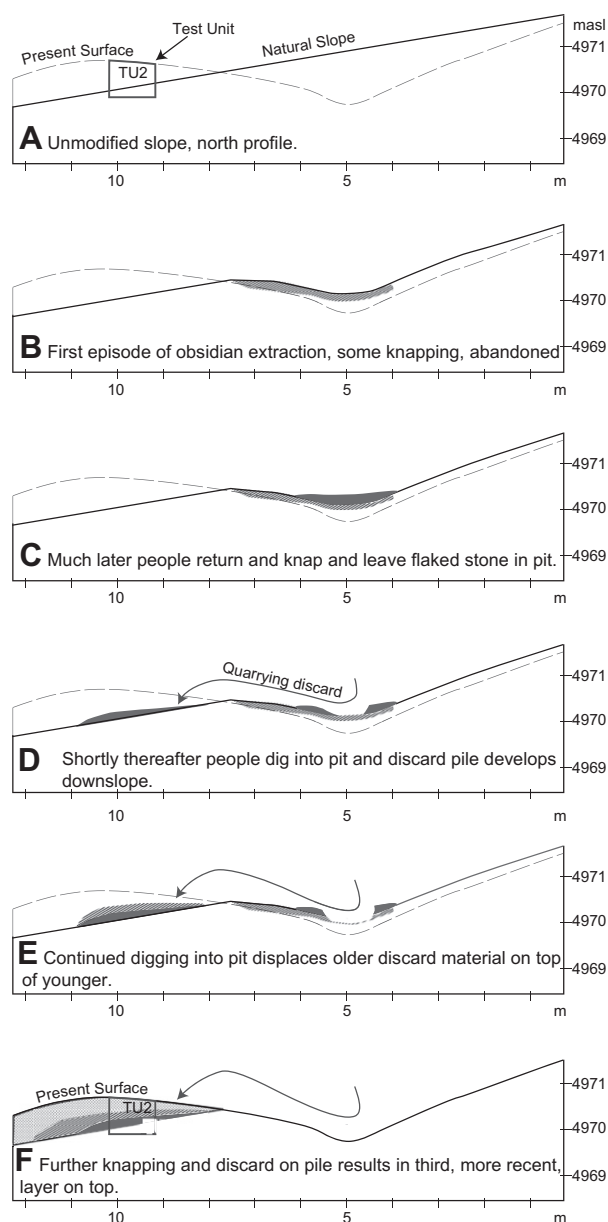 masl
Test Unit
Present Surface
Natural Slope
4971
TU2
4970
A Unmodified slope, north profile.
4969
10 5 m
4971
4970
B First episode of obsidian extraction, some knapping, abandoned
4969
10 5 m
4971
4970
C Much later people return and knap and leave flaked stone in pit.
4969
10 5 m
Quarrying discard
4971
4970
D Shortly thereafter people dig into pit and discard pile develops
downslope.
4969
10 5 m
4971
4970
E Continued digging into pit displaces older discard material on top
of younger.
4969
10 5 m
Present Surface
4971
TU2
4970
F Further knapping and discard on pile results in third, more recent,
layer on top.
4969
10 5 m